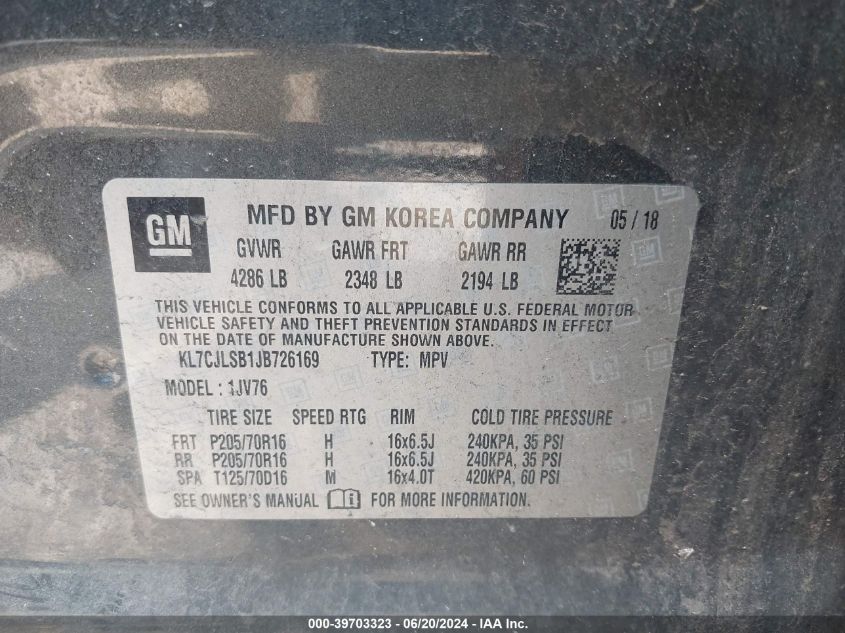 GM
MFD BY GM KOREA COMPANY 05 / 18
GVWR GAWR FRT GAWR RR
4286 LB 2348 LB 2194 LB
THIS VEHICLE CONFORMS TO ALL APPLICABLE U.S. FEDERAL MOTOR
VEHICLE SAFETY AND THEFT PREVENTION STANDARDS IN EFFECT
ON THE DATE OF MANUFACTURE SHOWN ABOVE.
KL7CJLSB1JB726169 TYPE: MPV
MODEL : 1JV76
TIRE SIZE SPEED RTG RIM COLD TIRE PRESSURE
FRT P205/70R16 H 16x6.5J 240KPA, 35 PSI
RR P205/70R16 H 16x6.5J 240KPA, 35 PSI
SPA T125/70D16 M 16x4.0T 420KPA, 60 PSI
SEE OWNER'S MANUAL FOR MORE INFORMATION.
000-39703323 - 06/20/2024 - IAA Inc.